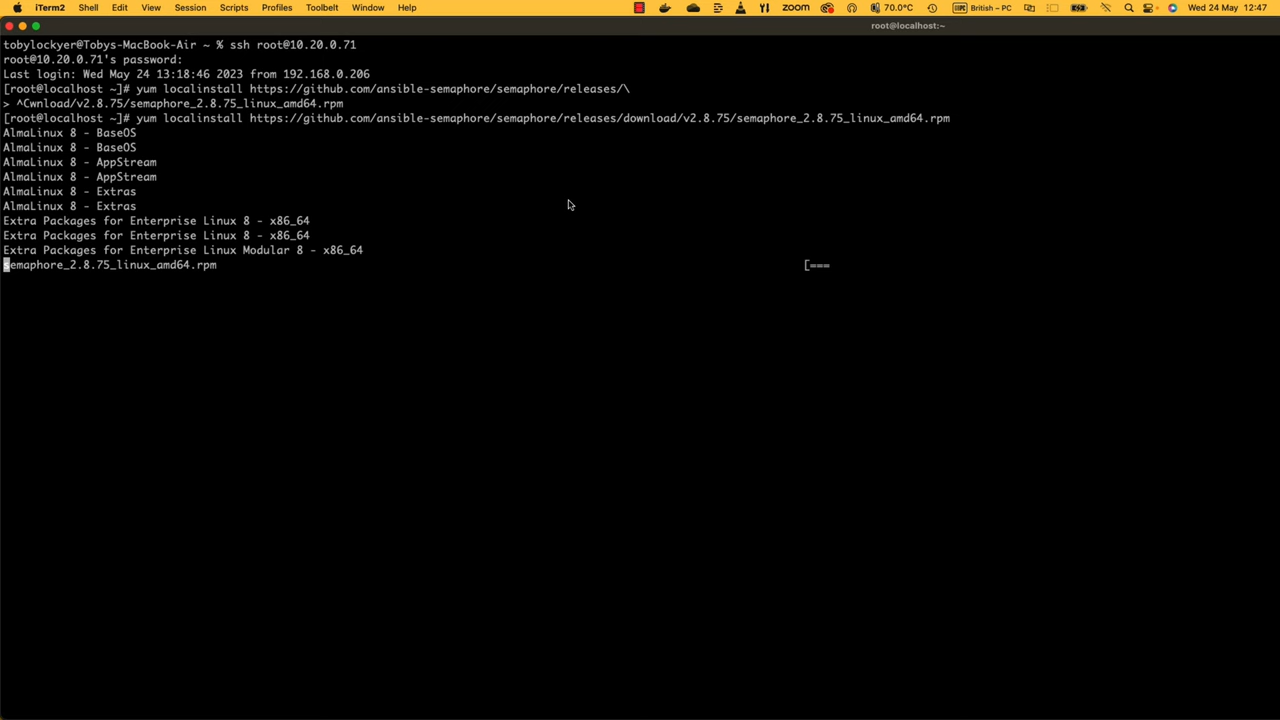 iTerm2 Shell Edit View Session Scripts Profiles Toolbelt Window Help zoom 70.0°C British – PC Wed 24 May 12:47
root@localhost:~
tobylockyer@Tobys-MacBook-Air ~ % ssh root@10.20.0.71
root@10.20.0.71's password:
Last login: Wed May 24 13:18:46 2023 from 192.168.0.206
[root@localhost ~]# yum localinstall https://github.com/ansible-semaphore/semaphore/releases/\
> ^Cwnload/v2.8.75/semaphore_2.8.75_linux_amd64.rpm
[root@localhost ~]# yum localinstall https://github.com/ansible-semaphore/semaphore/releases/download/v2.8.75/semaphore_2.8.75_linux_amd64.rpm
AlmaLinux 8 - BaseOS
AlmaLinux 8 - BaseOS
AlmaLinux 8 - AppStream
AlmaLinux 8 - AppStream
AlmaLinux 8 - Extras
AlmaLinux 8 - Extras
Extra Packages for Enterprise Linux 8 - x86_64
Extra Packages for Enterprise Linux 8 - x86_64
Extra Packages for Enterprise Linux Modular 8 - x86_64
semaphore_2.8.75_linux_amd64.rpm [===